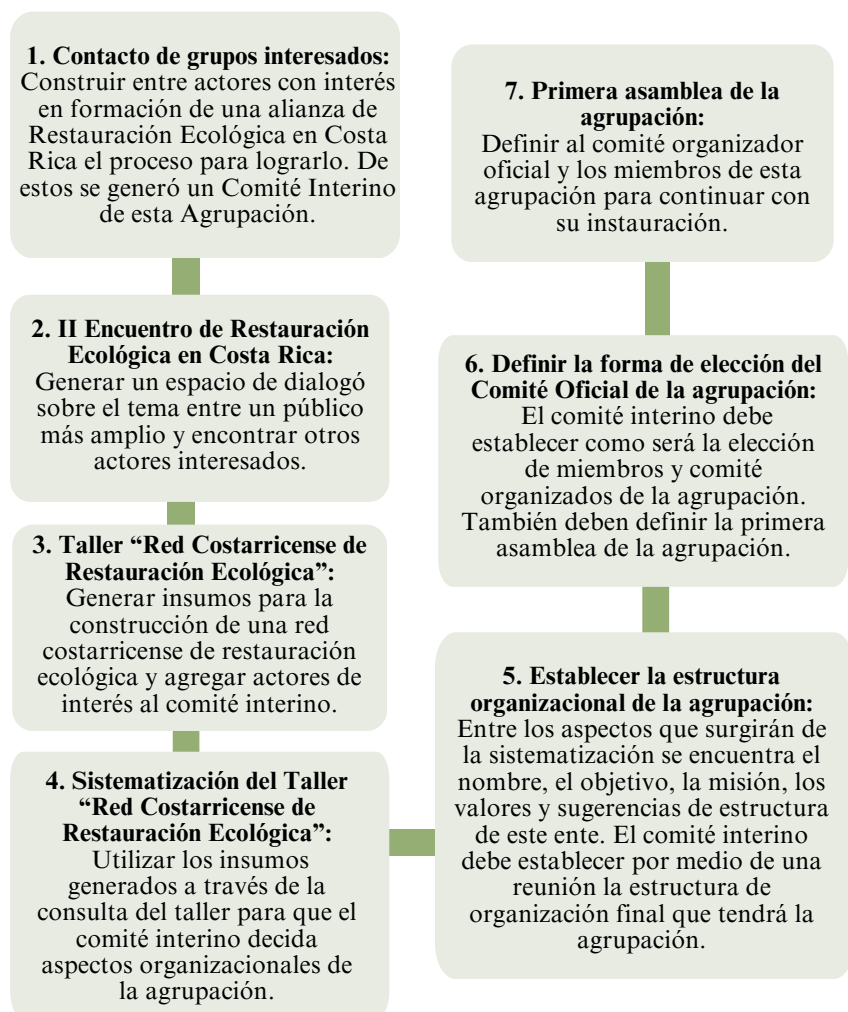 1. Contacto de grupos interesados:
Construir entre actores con interés
en formación de una alianza de
Restauración Ecológica en Costa
Rica el proceso para lograrlo. De
estos se generó un Comité Interino
de esta Agrupación.
2. II Encuentro de Restauración
Ecológica en Costa Rica:
Generar un espacio de dialogó
sobre el tema entre un público
más amplio y encontrar otros
actores interesados.
3. Taller “Red Costarricense de
Restauración Ecológica”:
Generar insumos para la
construcción de una red
costarricense de restauración
ecológica y agregar actores de
interés al comité interino.
4. Sistematización del Taller
“Red Costarricense de
Restauración Ecológica”:
Utilizar los insumos
generados a través de la
consulta del taller para que el
comité interino decida
aspectos organizacionales de
la agrupación.
5. Establecer la estructura
organizacional de la agrupación:
Entre los aspectos que surgirán de
la sistematización se encuentra el
nombre, el objetivo, la misión, los
valores y sugerencias de estructura
de este ente. El comité interino
debe establecer por medio de una
reunión la estructura de
organización final que tendrá la
agrupación.
6. Definir la forma de elección del
Comité Oficial de la agrupación:
El comité interino debe
establecer como será la elección
de miembros y comité
organizados de la agrupación.
También deben definir la primera
asamblea de la agrupación.
7. Primera asamblea de la
agrupación:
Definir al comité organizador
oficial y los miembros de esta
agrupación para continuar con
su instauración.